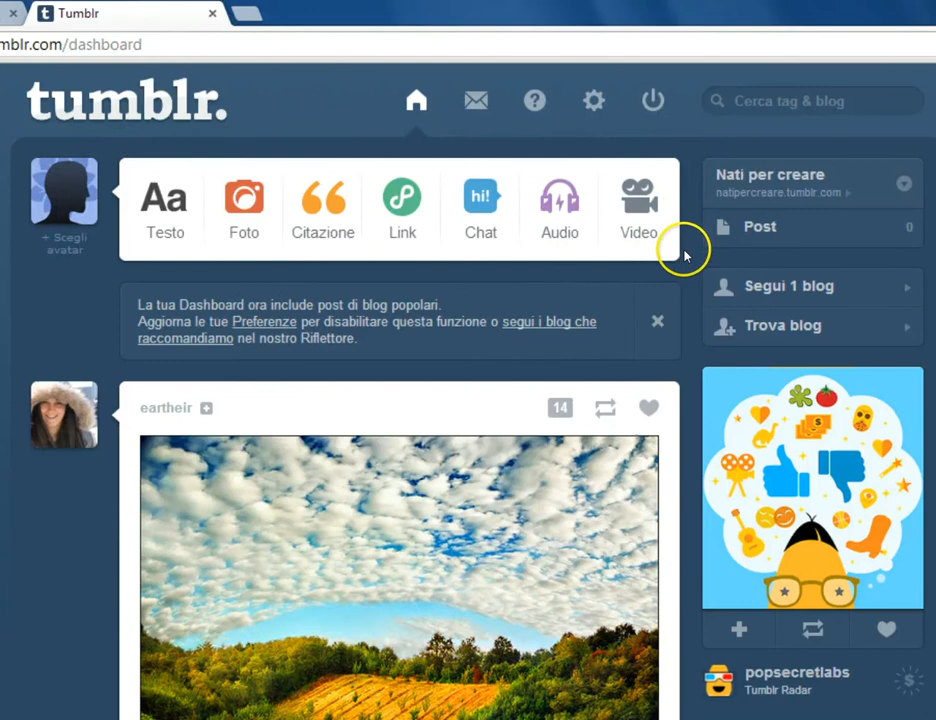 Tumblr
mblr.com/dashboard
tumblr.
Cerca tag & blog
Aa
Testo
Foto
Citazione
Link
hi!
Chat
Audio
Video
+ Scegli
avatar
Nati per creare
natipercreare.tumblr.com
Post 0
La tua Dashboard ora include post di blog popolari.
Aggiorna le tue Preferenze per disabilitare questa funzione o segui i blog che
raccomandiamo nel nostro Riflettore.
Segui 1 blog
Trova blog
eartheir
14
popsecretlabs
Tumblr Radar